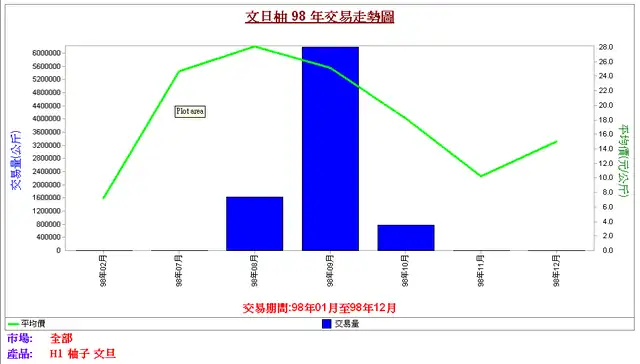 文旦柚 98 年交易走勢圖
6000000
5600000
5200000
4800000
4400000
4000000
3600000
3200000
2800000
2400000
2000000
1600000
1200000
800000
400000
0
交易量(公斤)
Plot area
28.0
26.0
24.0
22.0
20.0
18.0
16.0
14.0
12.0
10.0
8.0
6.0
4.0
2.0
0.0
平均價(元/公斤)
98年02月
98年07月
98年08月
98年09月
98年10月
98年11月
98年12月
交易期間:98年01月至98年12月
平均價 交易量
市場: 全部
產品: H1 柚子 文旦